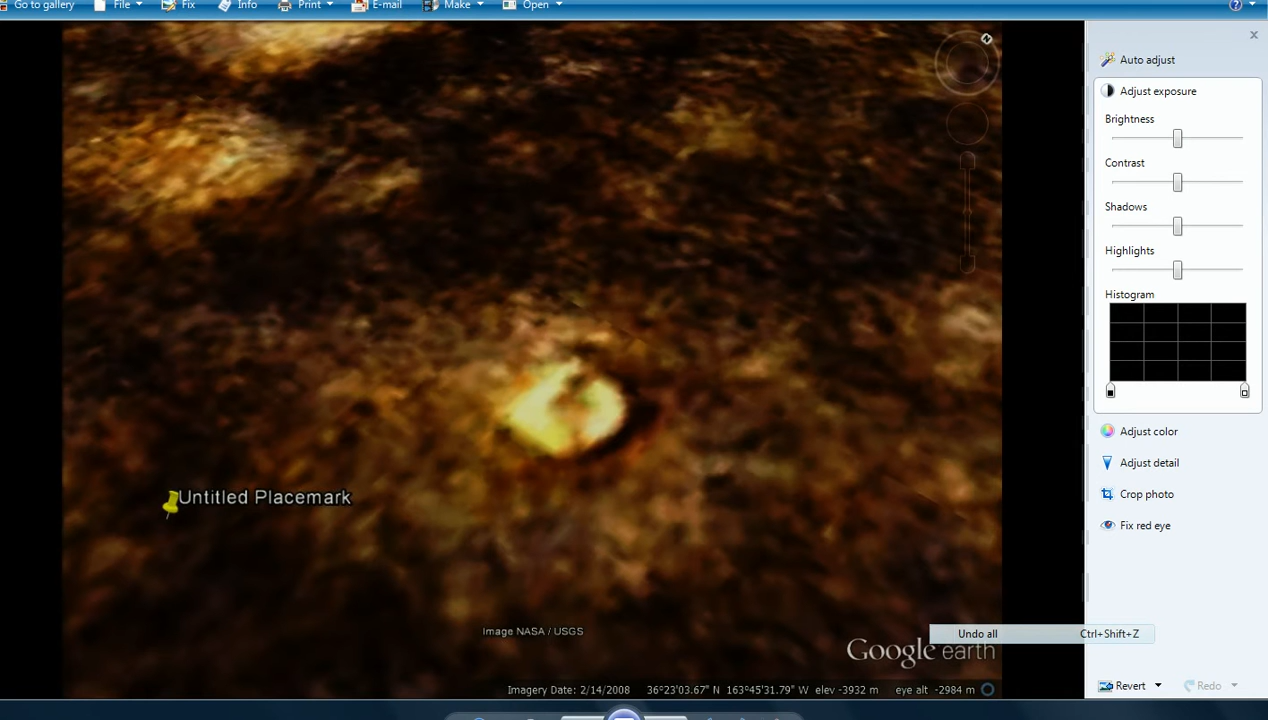 Go to gallery File Fix Info Print E-mail Make Open
Auto adjust
Adjust exposure
Brightness
Contrast
Shadows
Highlights
Histogram
Adjust color
Adjust detail
Crop photo
Fix red eye
Untitled Placemark
Image NASA / USGS
Undo all Ctrl+Shift+Z
Google earth
Revert Redo
Imagery Date: 2/14/2008 36°23'03.67" N 163°45'31.79" W elev -3932 m eye alt -2984 m